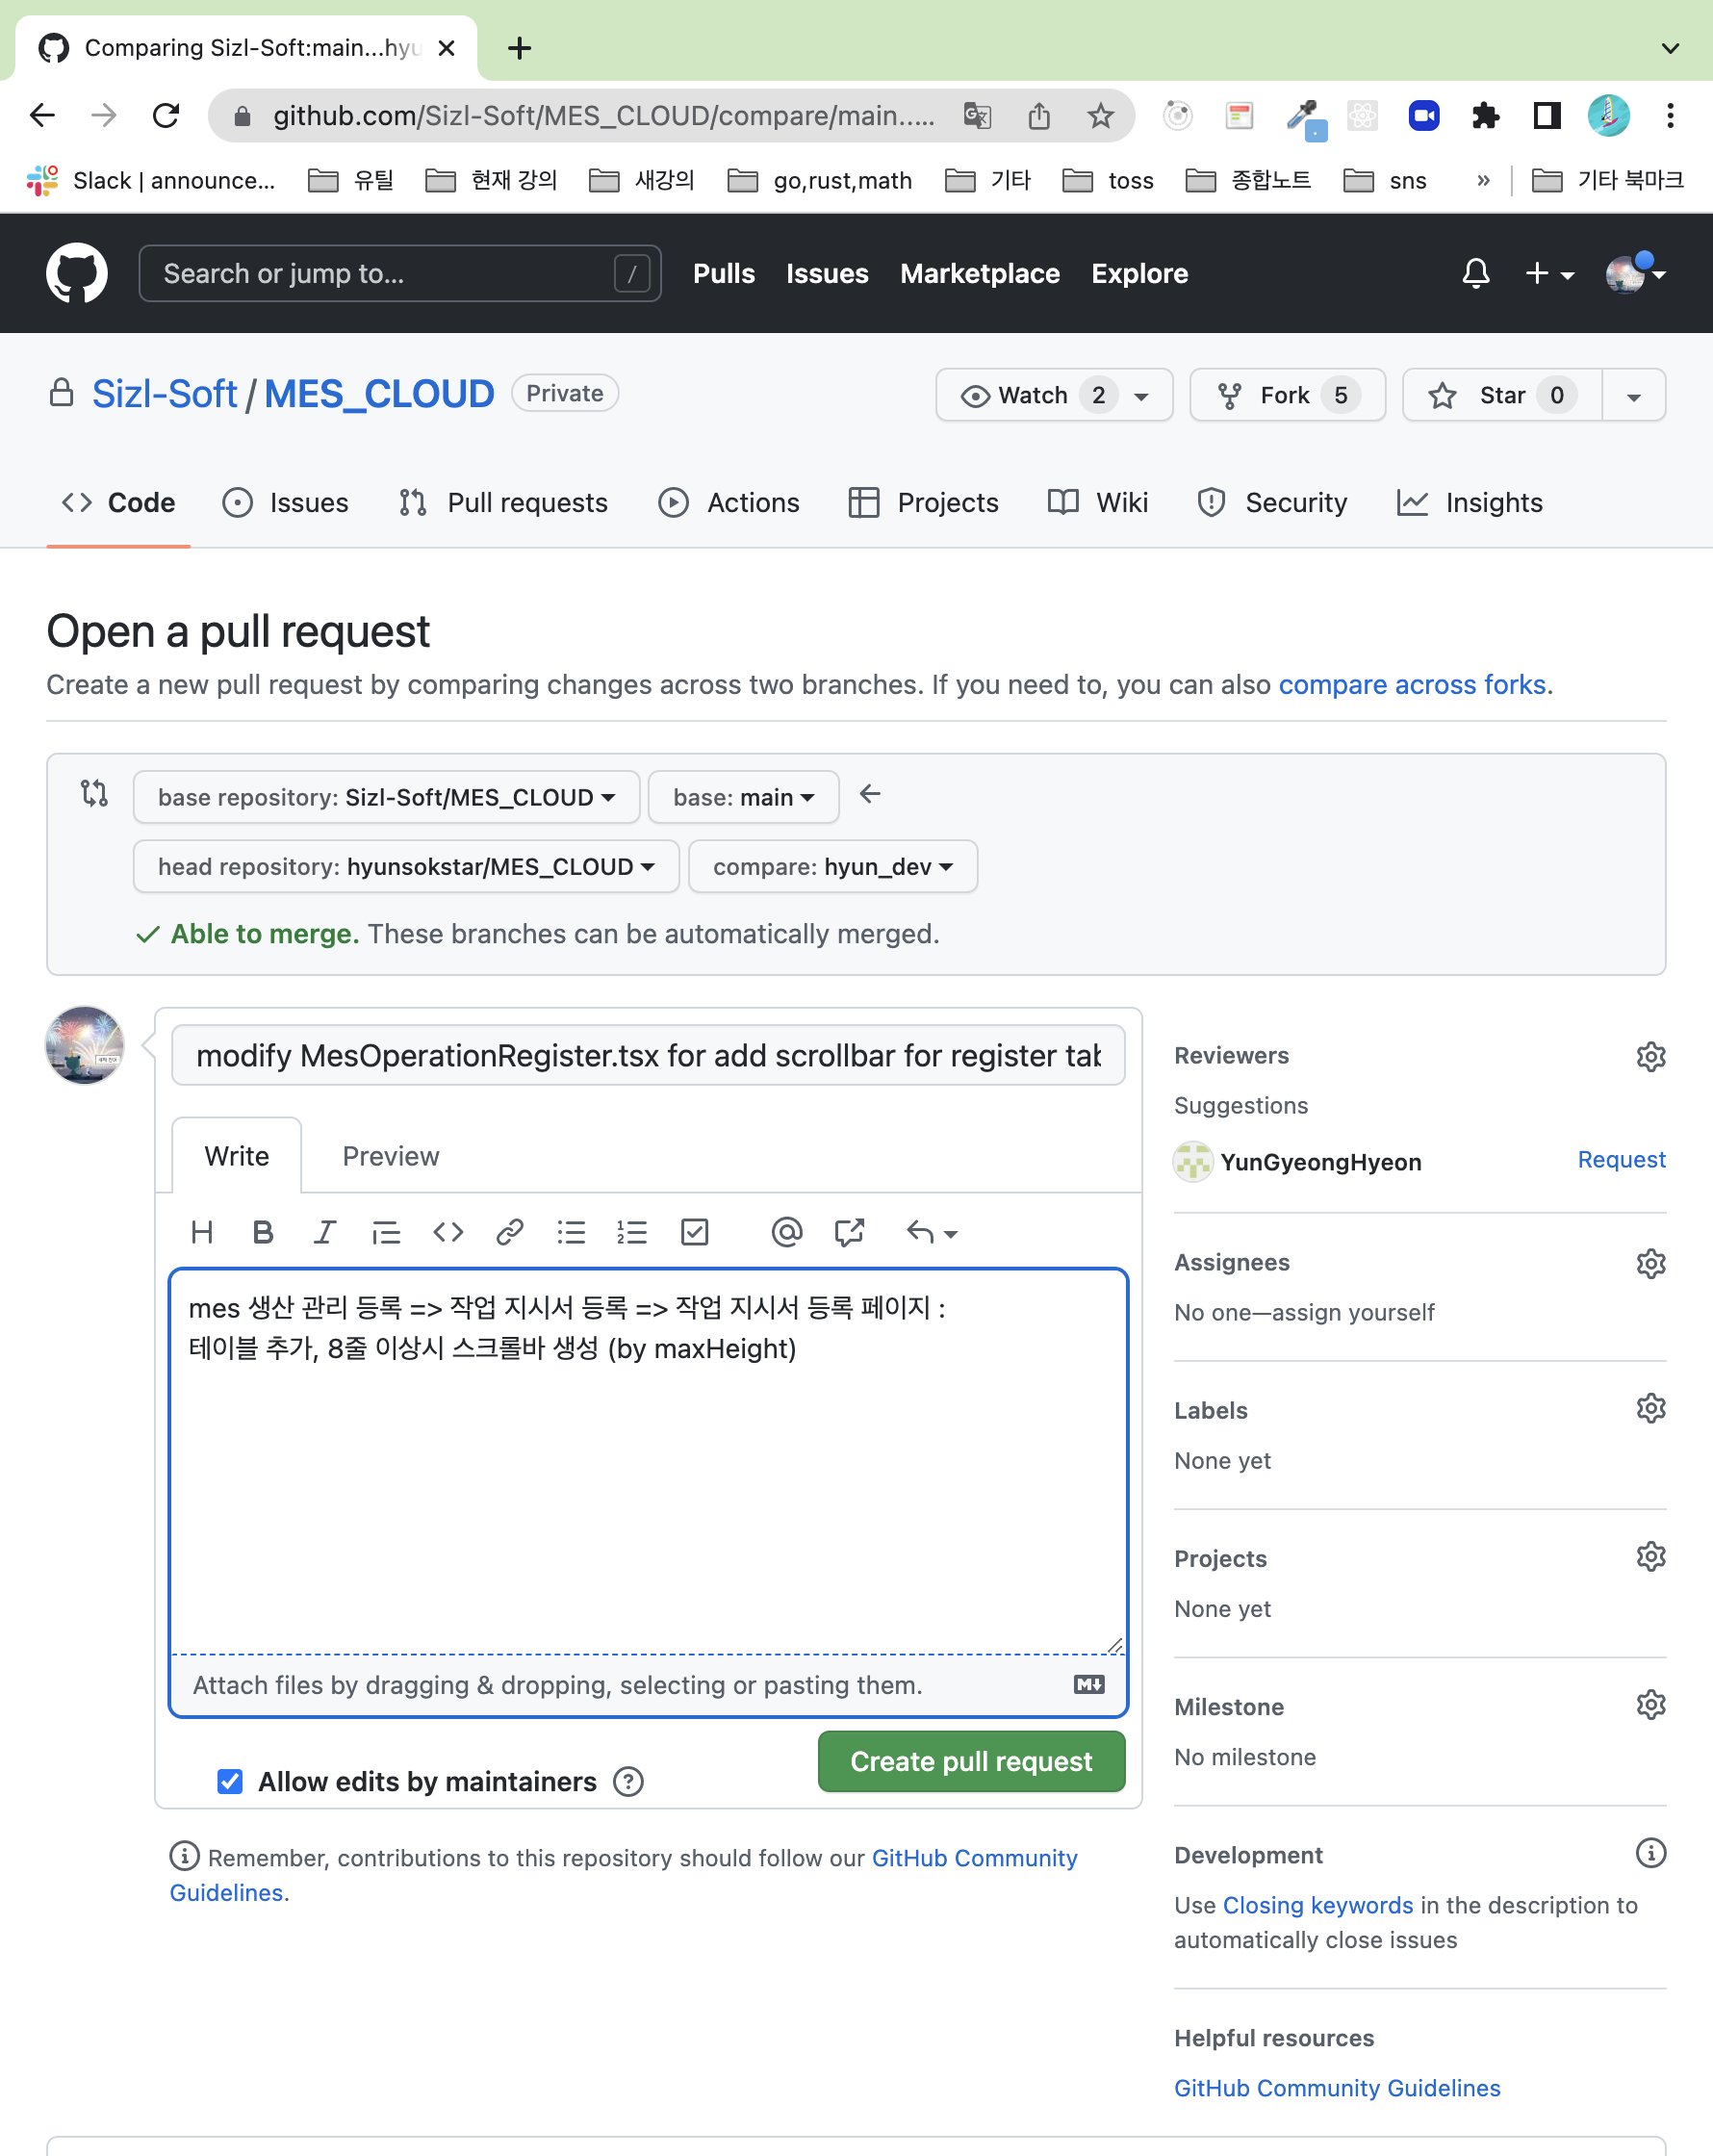 Comparing Sizl-Soft:main...hyu
github.com/Sizl-Soft/MES_CLOUD/compare/main.....
Slack | announce... 유틸 현재 강의 새강의 go,rust,math 기타 toss 종합노트 sns » 기타 북마크
Search or jump to... / Pulls Issues Marketplace Explore
Sizl-Soft / MES_CLOUD Private Watch 2 Fork 5 Star 0
Code Issues Pull requests Actions Projects Wiki Security Insights
Open a pull request
Create a new pull request by comparing changes across two branches. If you need to, you can also compare across forks.
base repository: Sizl-Soft/MES_CLOUD base: main
head repository: hyunsokstar/MES_CLOUD compare: hyun_dev
Able to merge. These branches can be automatically merged.
modify MesOperationRegister.tsx for add scrollbar for register tab
Write Preview
mes 생산 관리 등록 => 작업 지시서 등록 => 작업 지시서 등록 페이지 :
테이블 추가, 8줄 이상시 스크롤바 생성 (by maxHeight)
Attach files by dragging & dropping, selecting or pasting them.
Allow edits by maintainers
Create pull request
Remember, contributions to this repository should follow our GitHub Community
Guidelines.
Reviewers
Suggestions
YunGyeongHyeon Request
Assignees
No one—assign yourself
Labels
None yet
Projects
None yet
Milestone
No milestone
Development
Use Closing keywords in the description to
automatically close issues
Helpful resources
GitHub Community Guidelines